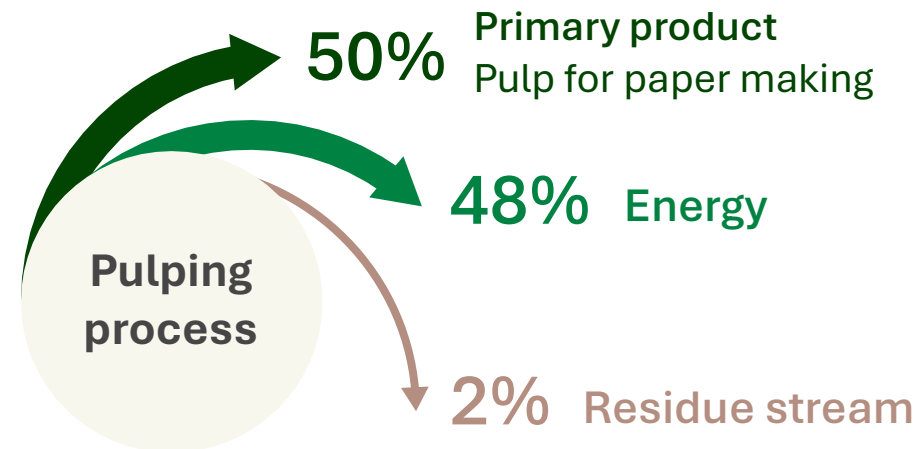 50%
Primary product
Pulp for paper making
48% Energy
Pulping
process
2% Residue stream